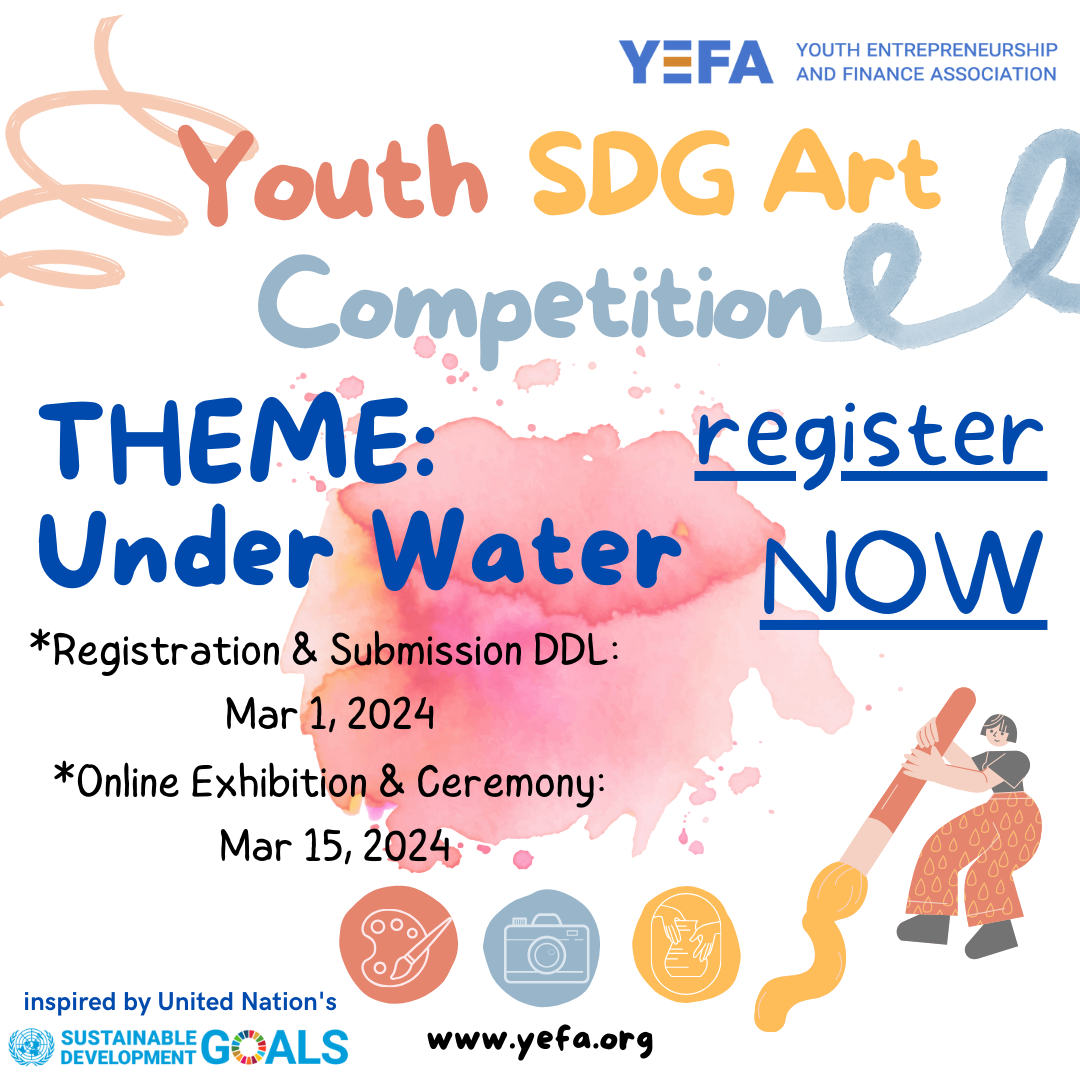 YEFA
YOUTH ENTREPRENEURSHIP
AND FINANCE ASSOCIATION
Youth SDG Art
Competition
THEME:
Under Water
register
NOW
*Registration & Submission DDL:
Mar 1, 2024
*Online Exhibition & Ceremony:
Mar 15, 2024
inspired by United Nation's
SUSTAINABLE
DEVELOPMENT
GOALS
www.yefa.org